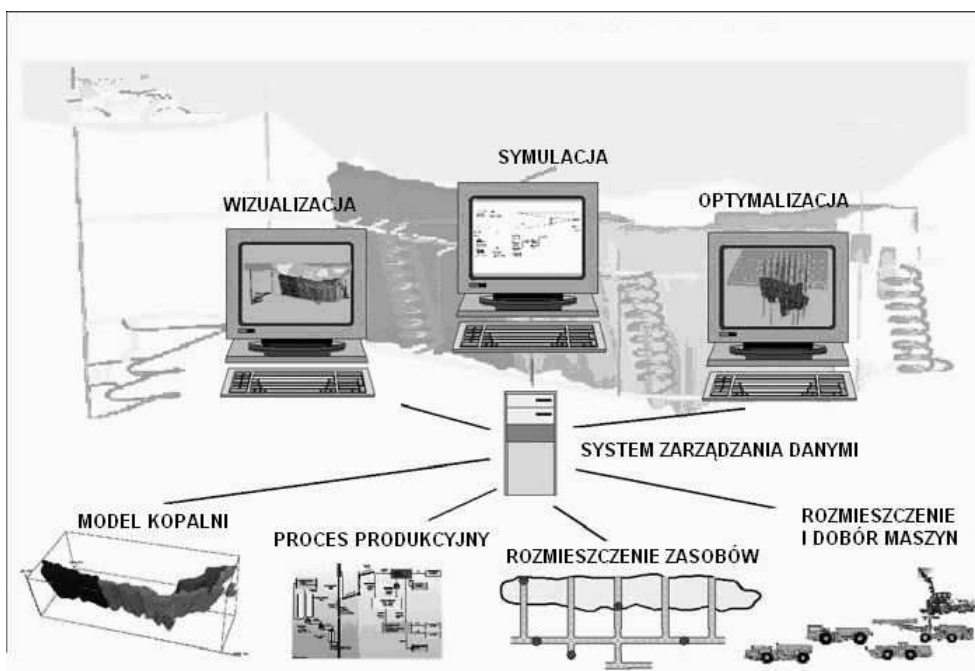 SYMULACJA
WIZUALIZACJA
OPTYMALIZACJA
SYSTEM ZARZĄDZANIA DANYMI
MODEL KOPALNI
PROCES PRODUKCYJNY
ROZMIESZCZENIE ZASOBÓW
ROZMIESZCZENIE
I DOBÓR MASZYN